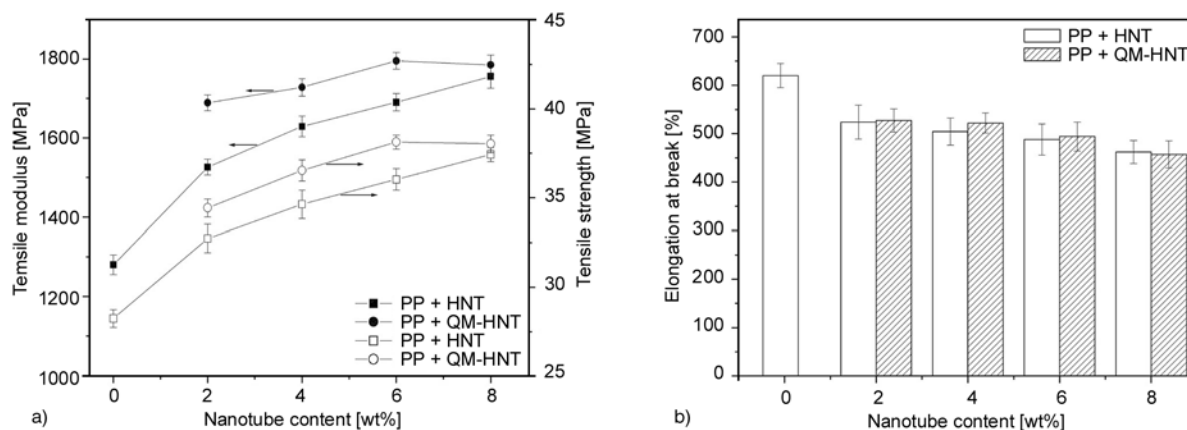 1800
1600
1400
1200
1000
Temsile modulus [MPa]
45
40
35
30
25
Tensile strength [MPa]
PP + HNT
PP + QM-HNT
PP + HNT
PP + QM-HNT
0 2 4 6 8
Nanotube content [wt%]
a)
700
600
500
400
300
200
100
0
Elongation at break [%]
PP + HNT
PP + QM-HNT
0 2 4 6 8
Nanotube content [wt%]
b)